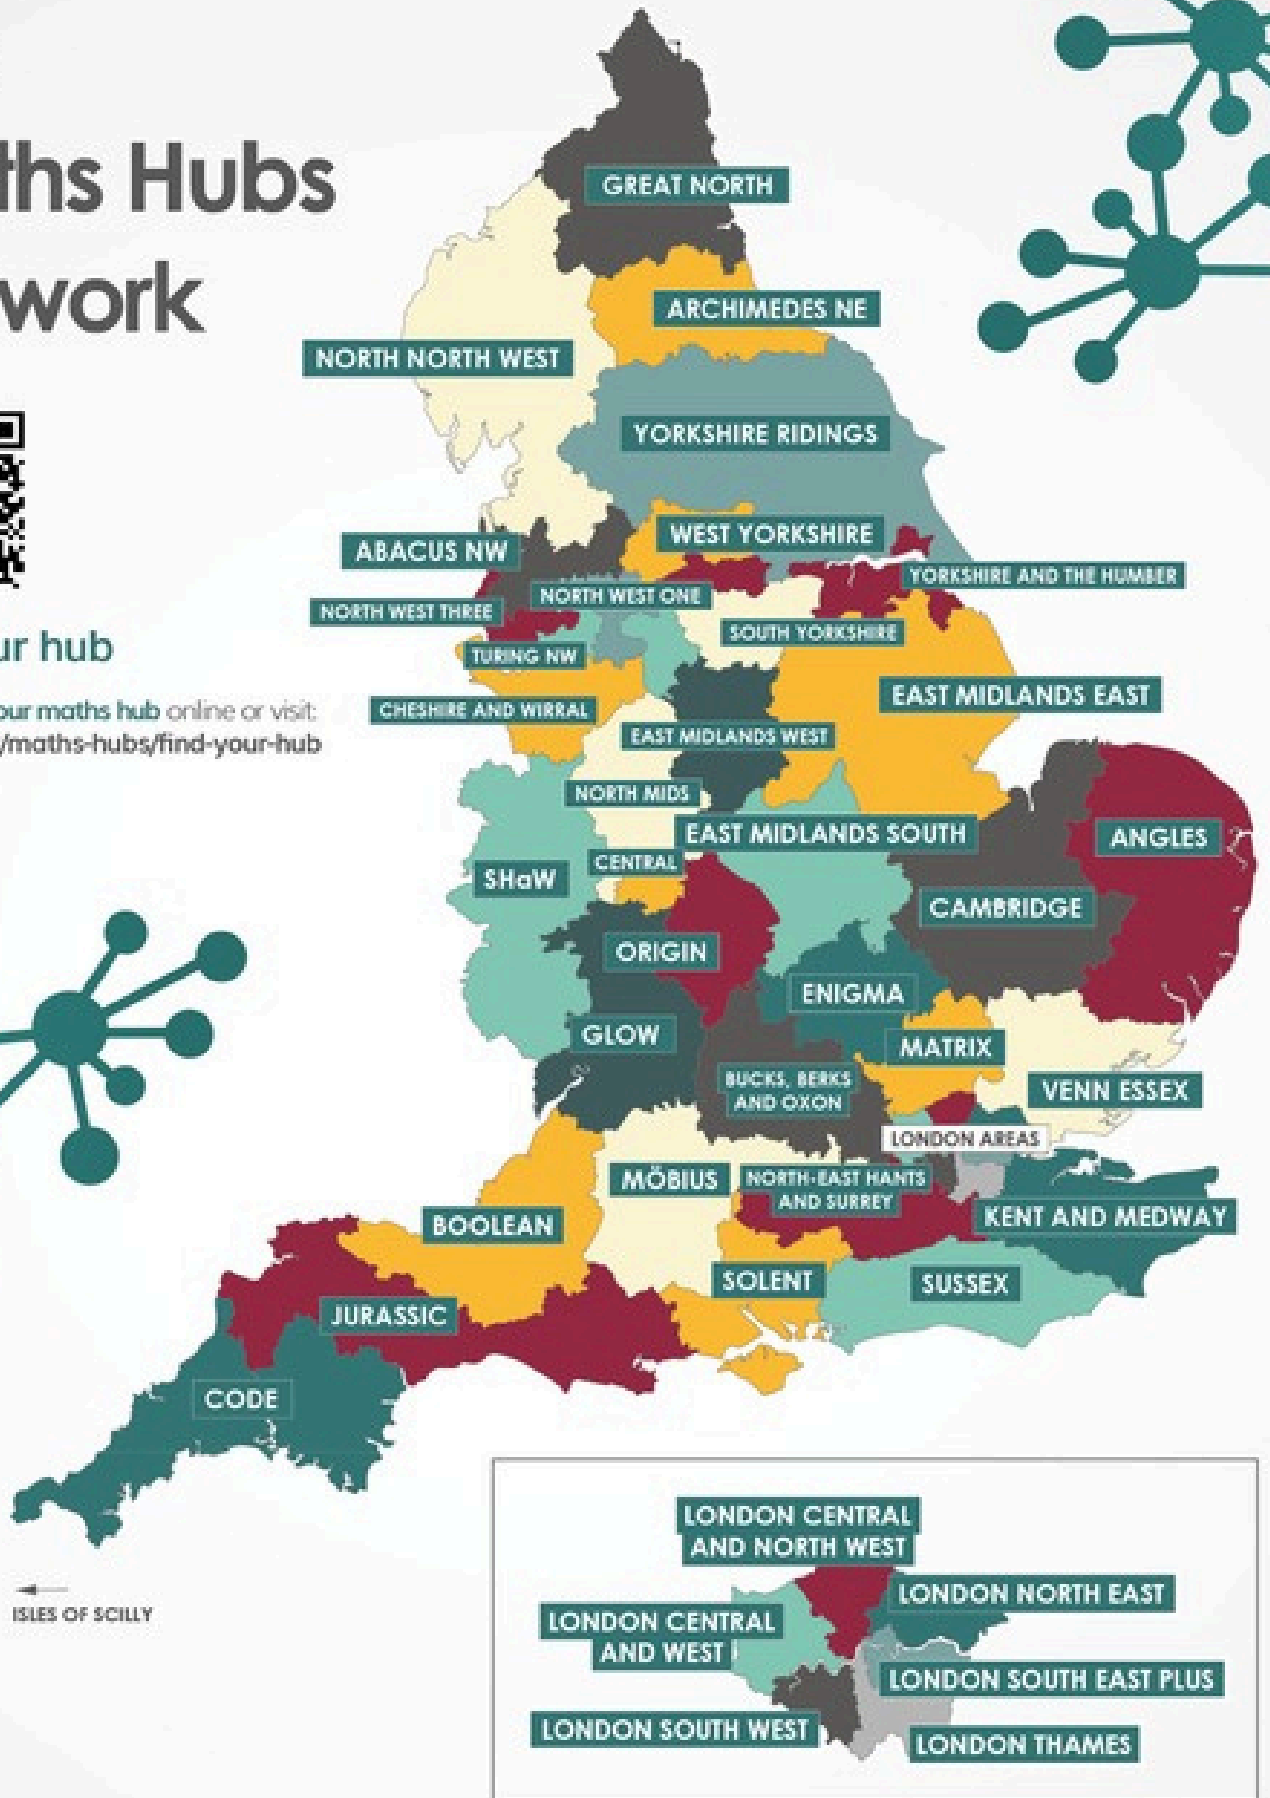 ths Hubs
work
ur hub
our maths hub online or visit:
/maths-hubs/find-your-hub
GREAT NORTH
ARCHIMEDES NE
NORTH NORTH WEST
YORKSHIRE RIDINGS
WEST YORKSHIRE
ABACUS NW
YORKSHIRE AND THE HUMBER
NORTH WEST ONE
NORTH WEST THREE
SOUTH YORKSHIRE
TURING NW
EAST MIDLANDS EAST
CHESHIRE AND WIRRAL
EAST MIDLANDS WEST
NORTH MIDS
EAST MIDLANDS SOUTH
ANGLES
CENTRAL
SHaW
CAMBRIDGE
ORIGIN
ENIGMA
GLOW
MATRIX
BUCKS, BERKS
AND OXON
VENN ESSEX
LONDON AREAS
MÖBIUS
NORTH-EAST HANTS
AND SURREY
KENT AND MEDWAY
BOOLEAN
SOLENT
SUSSEX
JURASSIC
CODE
ISLES OF SCILLY
LONDON CENTRAL
AND NORTH WEST
LONDON NORTH EAST
LONDON CENTRAL
AND WEST
LONDON SOUTH EAST PLUS
LONDON SOUTH WEST
LONDON THAMES